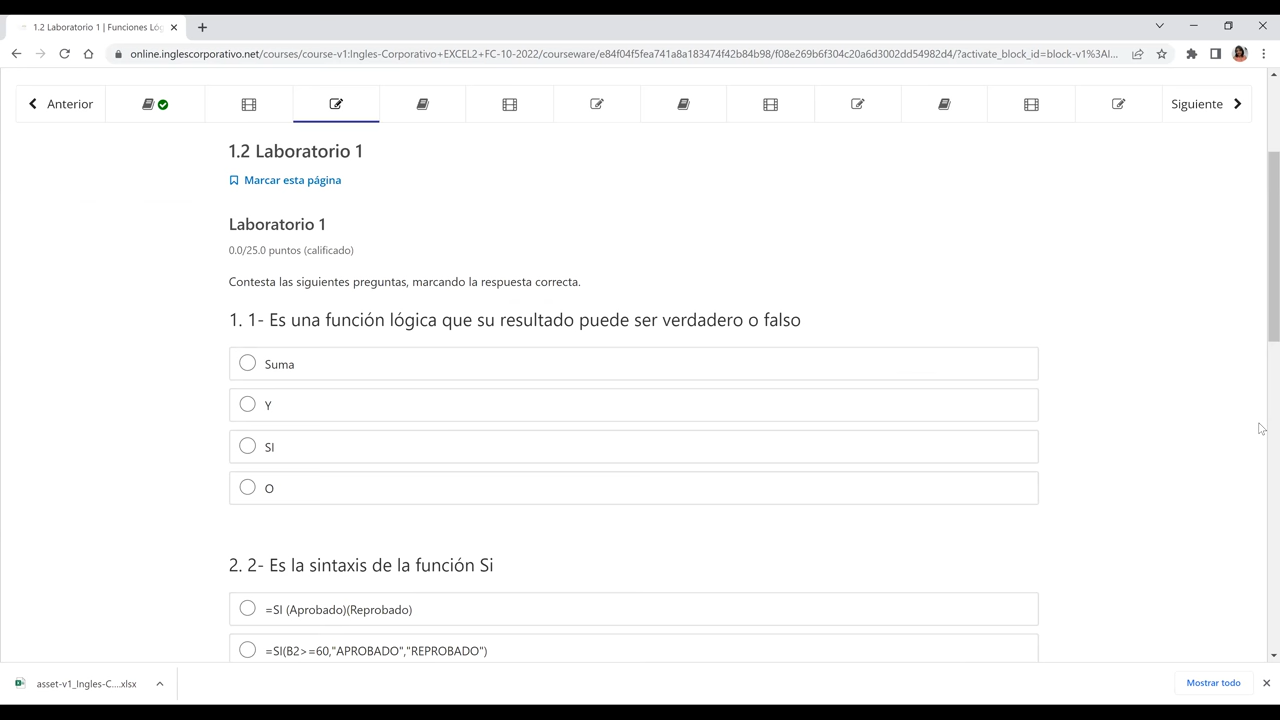 1.2 Laboratorio 1 | Funciones Lóg
online.inglescorporativo.net/courses/course-v1:Ingles-Corporativo+EXCEL2+FC-10-2022/courseware/e84f04f5fea741a8a183474f42b84b98/f08e269b6f304c20a6d3002dd54982d4/?activate_block_id=block-v1%3AI...
Anterior
Siguiente
1.2 Laboratorio 1
Marcar esta página
Laboratorio 1
0.0/25.0 puntos (calificado)
Contesta las siguientes preguntas, marcando la respuesta correcta.
1. 1- Es una función lógica que su resultado puede ser verdadero o falso
Suma
Y
SI
O
2. 2- Es la sintaxis de la función Si
=SI (Aprobado)(Reprobado)
=SI(B2>=60,"APROBADO","REPROBADO")
asset-v1_Ingles-C....xlsx
Mostrar todo